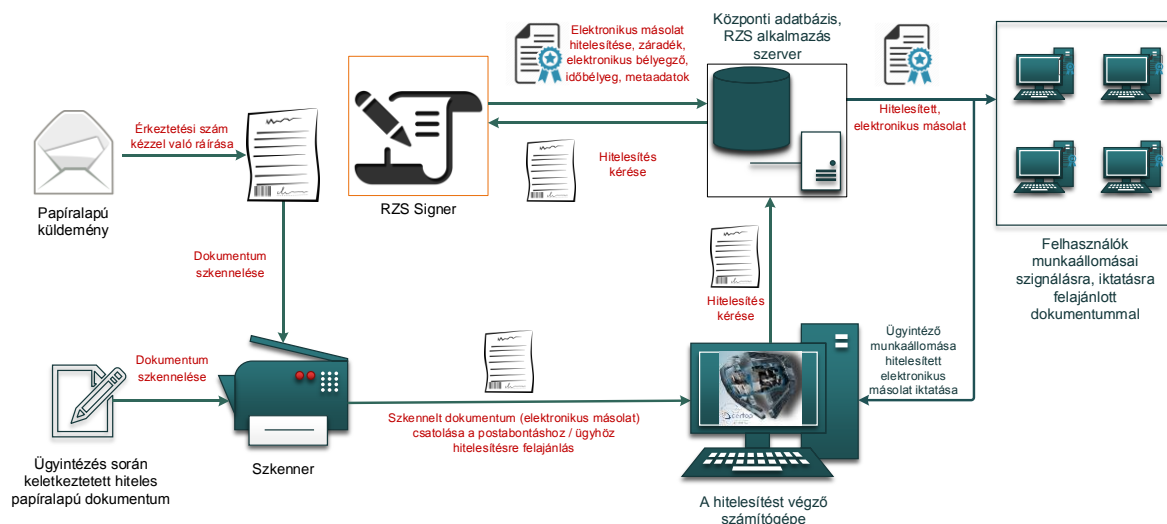 Elektronikus másolat
hitelesítése, záradék,
elektronikus bélyegző,
időbélyeg, metaadatok
Központi adatbázis,
RZS alkalmazás
szerver
Érkeztetési szám
kézzel való ráírása
Hitelesített,
elektronikus másolat
Hitelesítés
kérése
RZS Signer
Papíralapú
küldemény
Felhasználók
munkaállomásai
szignálásra, iktatásra
felajánlott
dokumentummal
Dokumentum
szkennelése
Hitelesítés
kérése
Dokumentum
szkennelése
Ügyintéző
munkaállomása
hitelesített
elektronikus
másolat iktatása
certop
Szkennelt dokumentum (elektronikus másolat)
csatolása a postabontáshoz / ügyhöz
hitelesítésre felajánlás
Szkenner
Ügyintézés során
keletkeztetett hiteles
papíralapú dokumentum
A hitelesítést végző
számítógépe